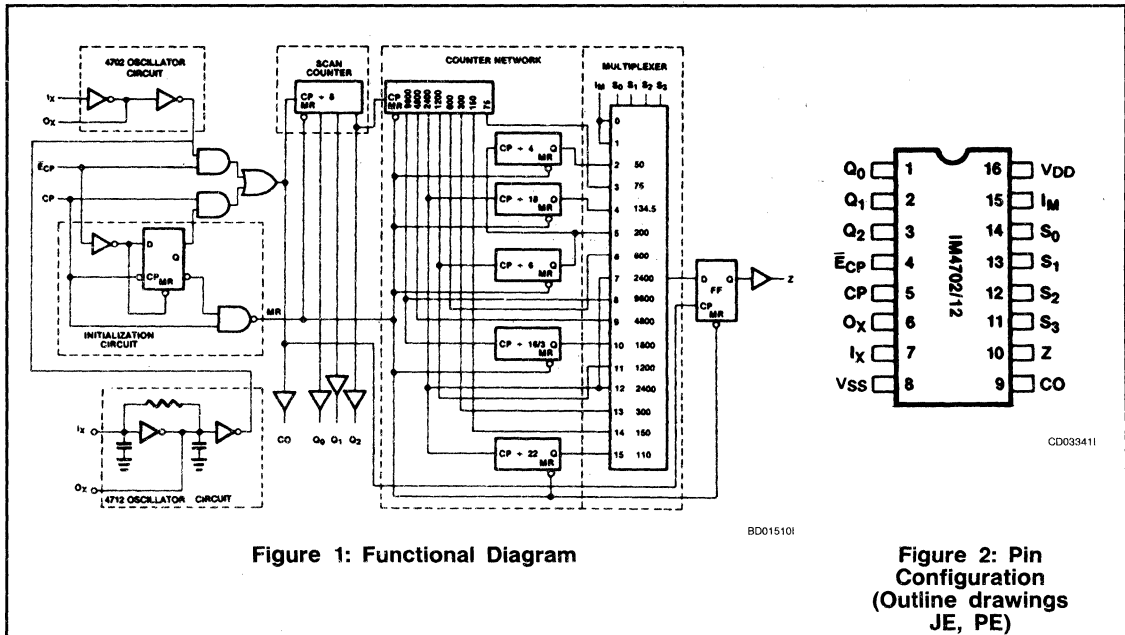 4702 OSCILLATOR
CIRCUIT
IX
OX
ECP
CP
D
Q
CP
MR
INITIALIZATION
CIRCUIT
MR
IX
OX
4712 OSCILLATOR CIRCUIT
SCAN
COUNTER
CP ÷ 8
MR
CO Q0 Q1 Q2
COUNTER NETWORK
CP
MR
9600
4800
2400
1200
600
300
150
75
CP ÷ 4 Q
MR
CP ÷ 18 Q
MR
CP ÷ 6 Q
MR
CP ÷ 16/3 Q
MR
CP ÷ 22 Q
MR
MULTIPLEXER
IM S0 S1 S2 S3
0
1
2 50
3 75
4 134.5
5 200
6 600
7 2400
8 9600
9 4800
10 1800
11 1200
12 2400
13 300
14 150
15 110
D Q
FF
CP
MR
Z
BD01510I
Figure 1: Functional Diagram
Q0 1 16 VDD
Q1 2 15 IM
Q2 3 14 S0
ECP 4 13 S1
CP 5 12 S2
OX 6 11 S3
IX 7 10 Z
VSS 8 9 CO
IM4702/12
CD03341I
Figure 2: Pin
Configuration
(Outline drawings
JE, PE)